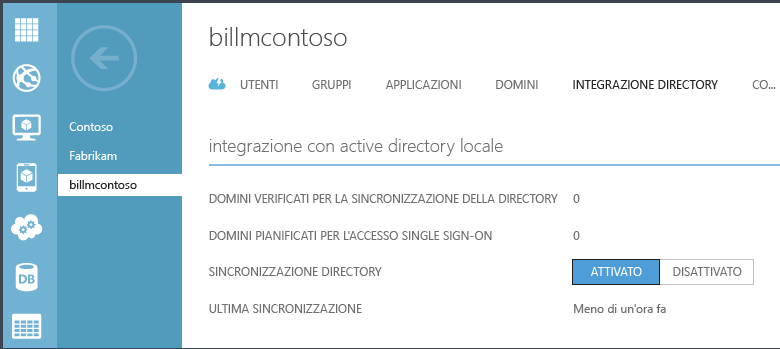 billmcontoso
UTENTI GRUPPI APPLICAZIONI DOMINI INTEGRAZIONE DIRECTORY CO...
Contoso
Fabrikam
billmcontoso
integrazione con active directory locale
DOMINI VERIFICATI PER LA SINCRONIZZAZIONE DELLA DIRECTORY 0
DOMINI PIANIFICATI PER L'ACCESSO SINGLE SIGN-ON 0
SINCRONIZZAZIONE DIRECTORY ATTIVATO DISATTIVATO
ULTIMA SINCRONIZZAZIONE Meno di un'ora fa
DB